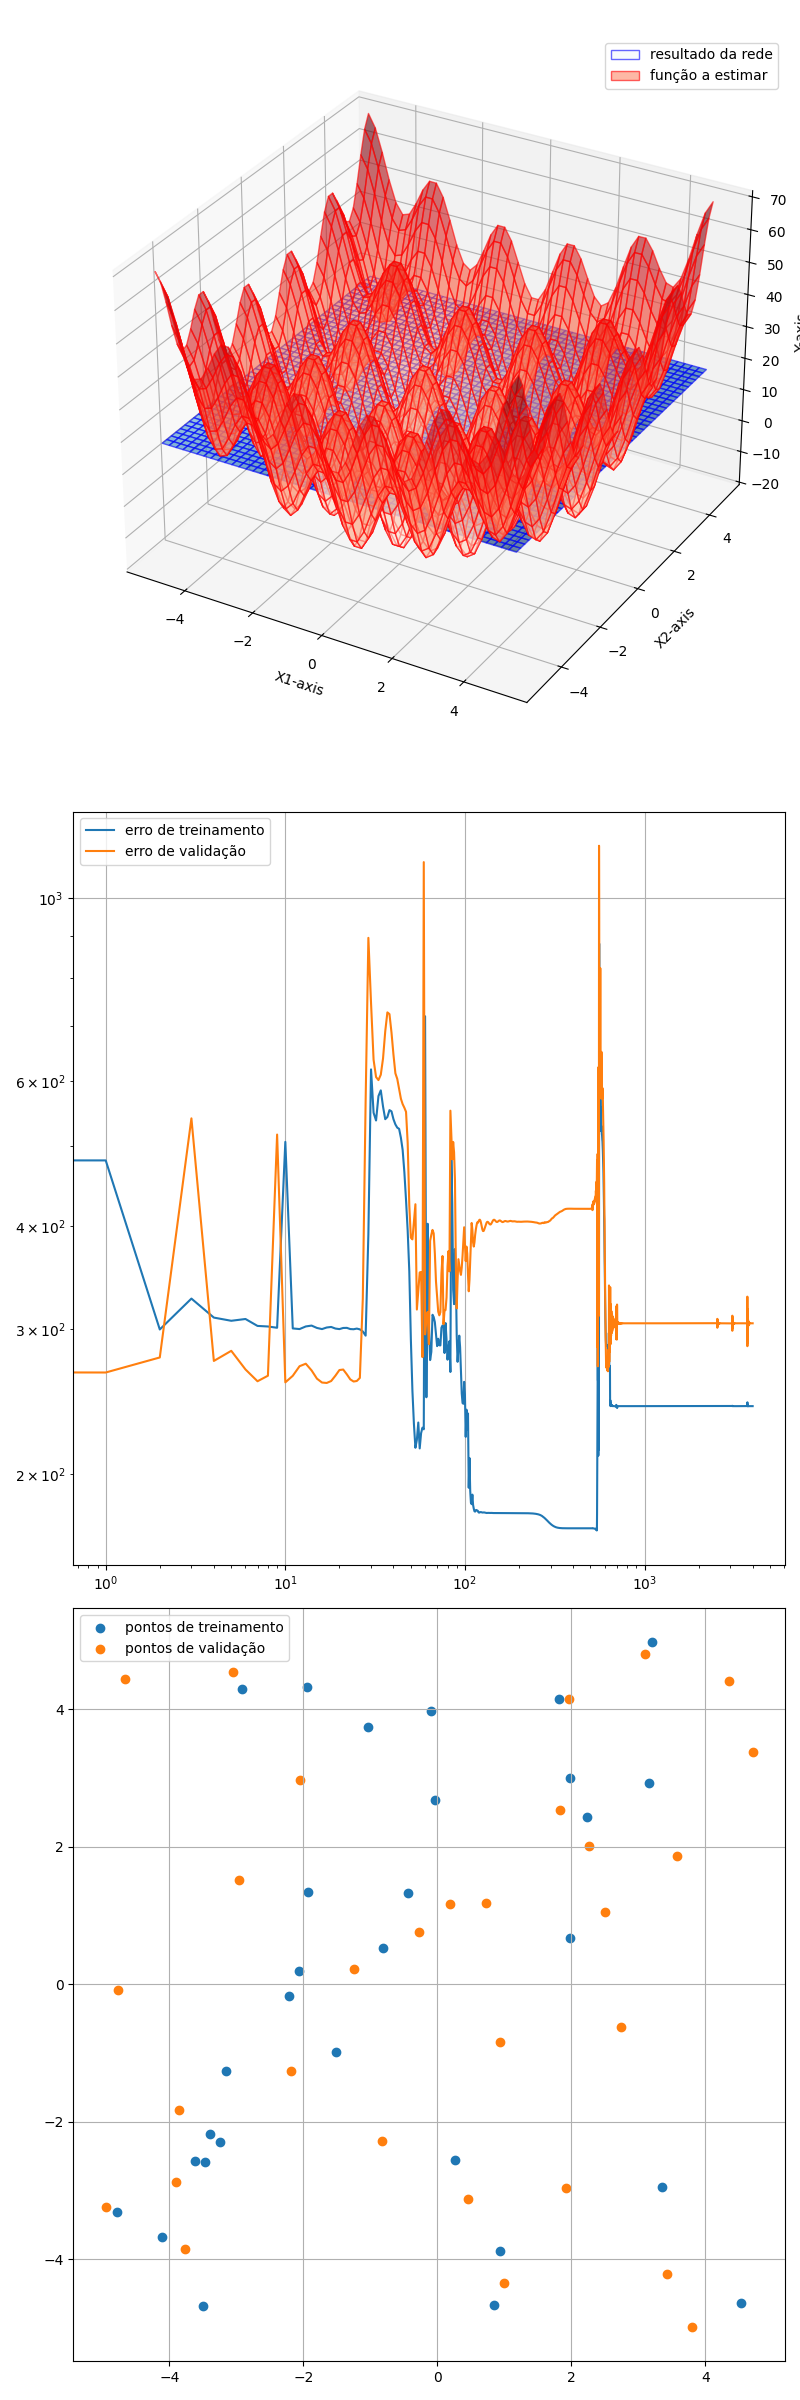 resultado da rede
função a estimar
70
60
50
40
30
20
10
0
−10
−20
4
2
0
−2
−4
X2-axis
−4
−2
0
2
4
X1-axis
erro de treinamento
erro de validação
10³
6 × 10²
4 × 10²
3 × 10²
2 × 10²
10⁰ 10¹ 10² 10³
pontos de treinamento
pontos de validação
4
2
0
−2
−4
−4 −2 0 2 4